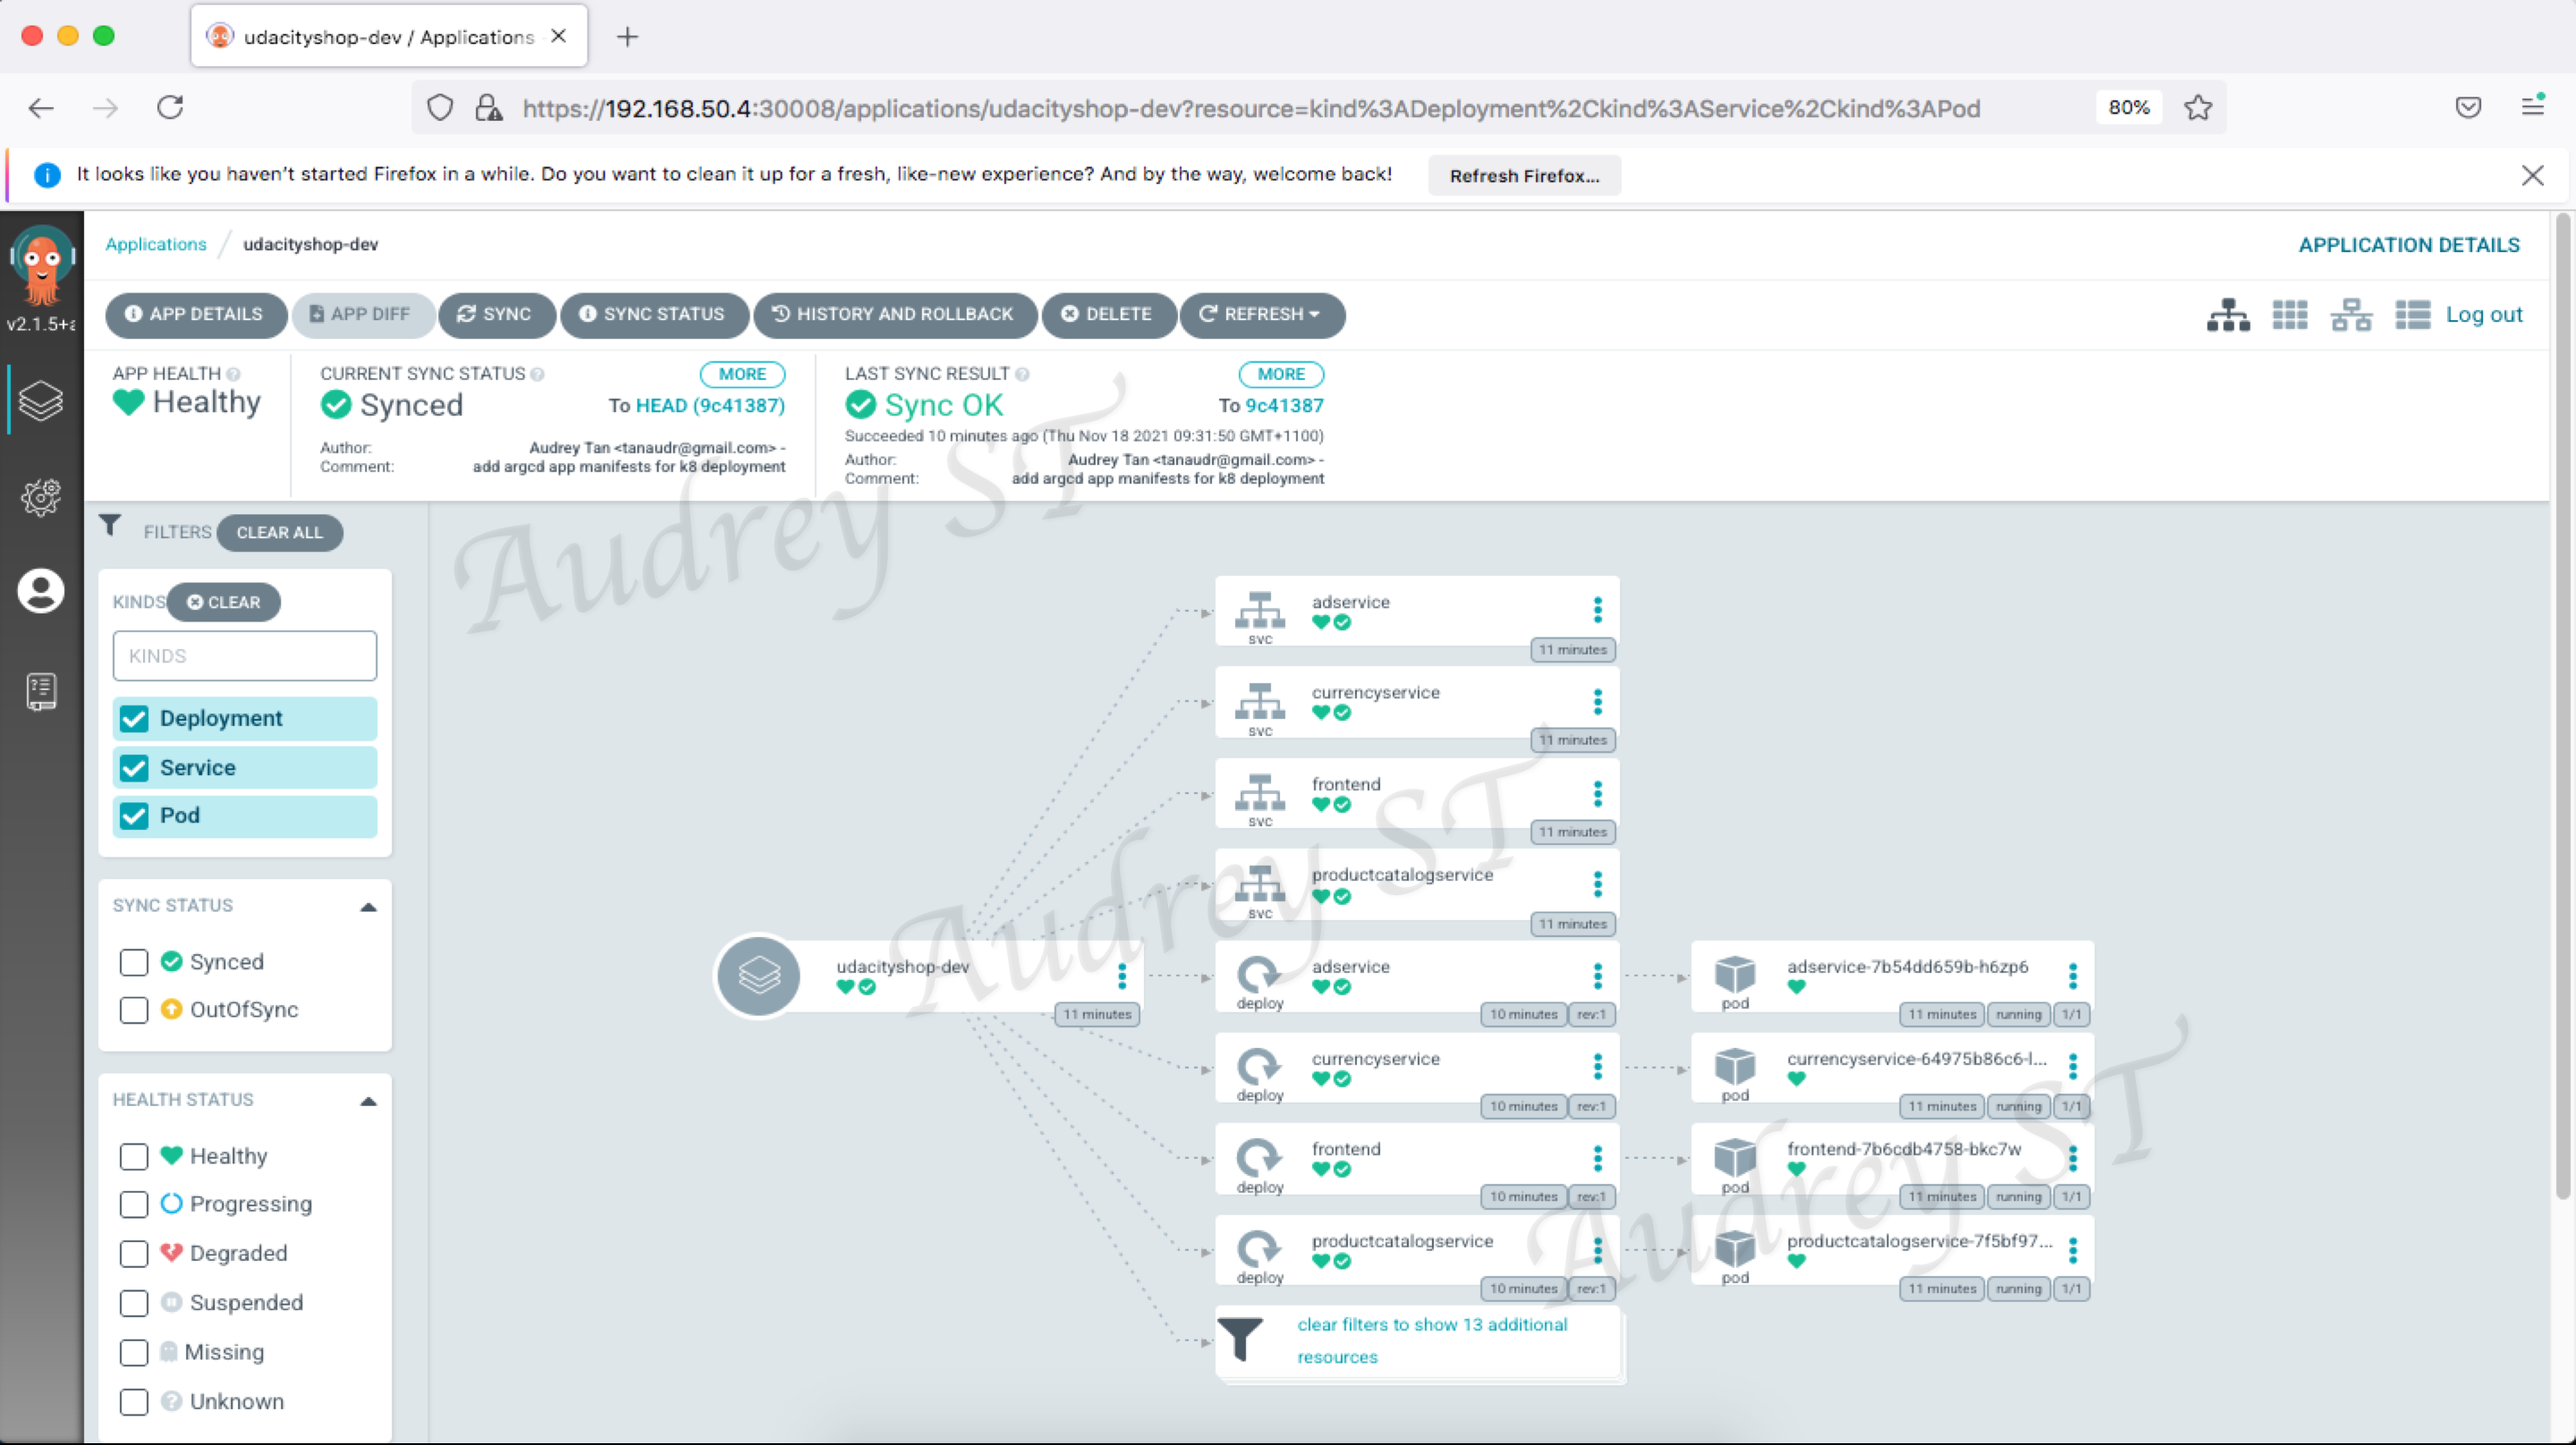 udacityshop-dev / Applications
https://192.168.50.4:30008/applications/udacityshop-dev?resource=kind%3ADeployment%2Ckind%3AService%2Ckind%3APod
80%
It looks like you haven't started Firefox in a while. Do you want to clean it up for a fresh, like-new experience? And by the way, welcome back!
Refresh Firefox...
v2.1.5+a
Applications / udacityshop-dev
APPLICATION DETAILS
APP DETAILS
APP DIFF
SYNC
SYNC STATUS
HISTORY AND ROLLBACK
DELETE
REFRESH
Log out
APP HEALTH
Healthy
CURRENT SYNC STATUS
MORE
Synced
To HEAD (9c41387)
Author: Audrey Tan <tanaudr@gmail.com> -
Comment: add argcd app manifests for k8 deployment
LAST SYNC RESULT
MORE
Sync OK
To 9c41387
Succeeded 10 minutes ago (Thu Nov 18 2021 09:31:50 GMT+1100)
Author: Audrey Tan <tanaudr@gmail.com> -
Comment: add argcd app manifests for k8 deployment
FILTERS
CLEAR ALL
KINDS
CLEAR
KINDS
Deployment
Service
Pod
SYNC STATUS
Synced
OutOfSync
HEALTH STATUS
Healthy
Progressing
Degraded
Suspended
Missing
Unknown
udacityshop-dev
11 minutes
adservice
svc
11 minutes
currencyservice
svc
11 minutes
frontend
svc
11 minutes
productcatalogservice
svc
11 minutes
adservice
deploy
10 minutes rev:1
currencyservice
deploy
10 minutes rev:1
frontend
deploy
10 minutes rev:1
productcatalogservice
deploy
10 minutes rev:1
clear filters to show 13 additional
resources
adservice-7b54dd659b-h6zp6
pod
11 minutes running 1/1
currencyservice-64975b86c6-l...
pod
11 minutes running 1/1
frontend-7b6cdb4758-bkc7w
pod
11 minutes running 1/1
productcatalogservice-7f5bf97...
pod
11 minutes running 1/1
Audrey ST
Audrey ST
Audrey ST